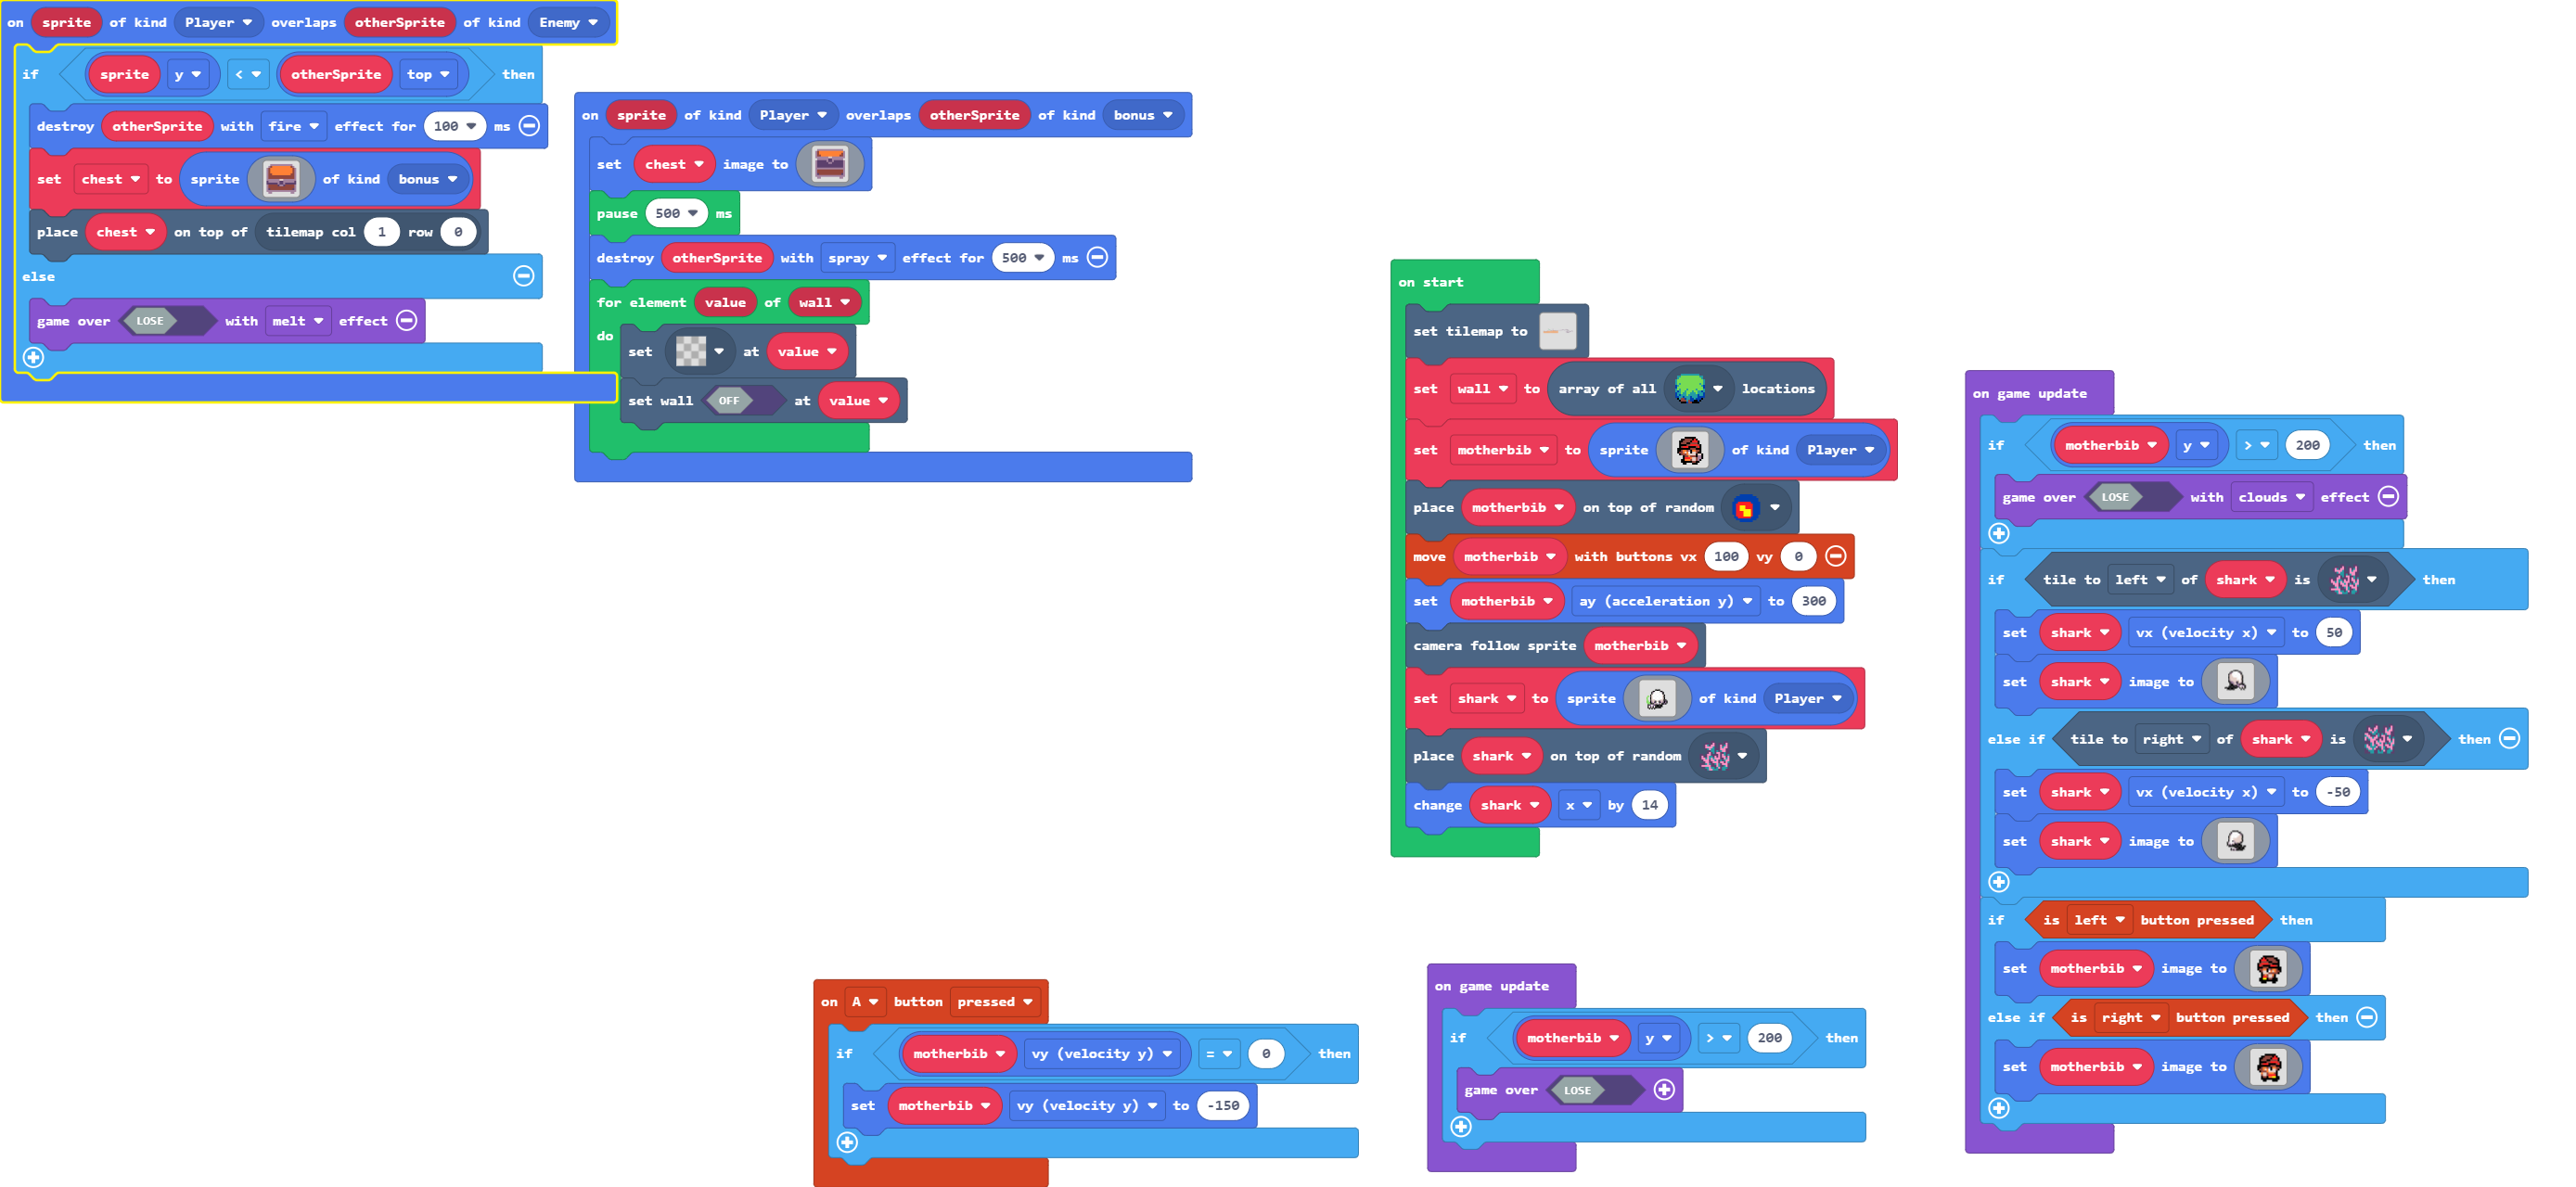 on sprite of kind Player overlaps otherSprite of kind Enemy
if sprite y < otherSprite top then
destroy otherSprite with fire effect for 100 ms
set chest to sprite of kind bonus
place chest on top of tilemap col 1 row 0
else
game over LOSE with melt effect
on sprite of kind Player overlaps otherSprite of kind bonus
set chest image to
pause 500 ms
destroy otherSprite with spray effect for 500 ms
for element value of wall
do
set at value
set wall OFF at value
on start
set tilemap to
set wall to array of all locations
set motherbib to sprite of kind Player
place motherbib on top of random
move motherbib with buttons vx 100 vy 0
set motherbib ay (acceleration y) to 300
camera follow sprite motherbib
set shark to sprite of kind Player
place shark on top of random
change shark x by 14
on game update
if motherbib y > 200 then
game over LOSE with clouds effect
if tile to left of shark is then
set shark vx (velocity x) to 50
set shark image to
else if tile to right of shark is then
set shark vx (velocity x) to -50
set shark image to
if is left button pressed then
set motherbib image to
else if is right button pressed then
set motherbib image to
on A button pressed
if motherbib vy (velocity y) = 0 then
set motherbib vy (velocity y) to -150
on game update
if motherbib y > 200 then
game over LOSE